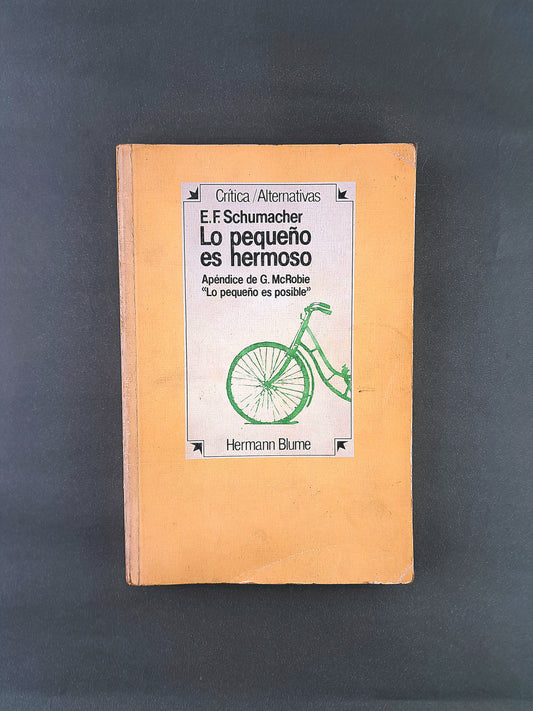 Crítica/Alternativas
E.F. Schumacher
Lo pequeño
es hermoso
Apéndice de G. McRobie
“Lo pequeño es posible”
Hermann Blume